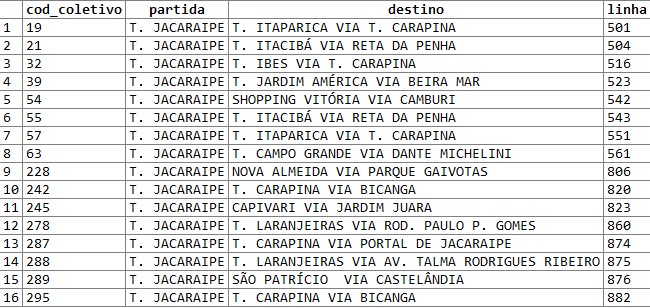 cod_coletivo partida destino linha
1 19 T. JACARAIPE T. ITAPARICA VIA T. CARAPINA 501
2 21 T. JACARAIPE T. ITACIBÁ VIA RETA DA PENHA 504
3 32 T. JACARAIPE T. IBES VIA T. CARAPINA 516
4 39 T. JACARAIPE T. JARDIM AMÉRICA VIA BEIRA MAR 523
5 54 T. JACARAIPE SHOPPING VITÓRIA VIA CAMBURI 542
6 55 T. JACARAIPE T. ITACIBÁ VIA RETA DA PENHA 543
7 57 T. JACARAIPE T. ITAPARICA VIA T. CARAPINA 551
8 63 T. JACARAIPE T. CAMPO GRANDE VIA DANTE MICHELINI 561
9 228 T. JACARAIPE NOVA ALMEIDA VIA PARQUE GAIVOTAS 806
10 242 T. JACARAIPE T. CARAPINA VIA BICANGA 820
11 245 T. JACARAIPE CAPIVARI VIA JARDIM JUARA 823
12 278 T. JACARAIPE T. LARANJEIRAS VIA ROD. PAULO P. GOMES 860
13 287 T. JACARAIPE T. CARAPINA VIA PORTAL DE JACARAIPE 874
14 288 T. JACARAIPE T. LARANJEIRAS VIA AV. TALMA RODRIGUES RIBEIRO 875
15 289 T. JACARAIPE SÃO PATRÍCIO  VIA CASTELÂNDIA 876
16 295 T. JACARAIPE T. CARAPINA VIA BICANGA 882